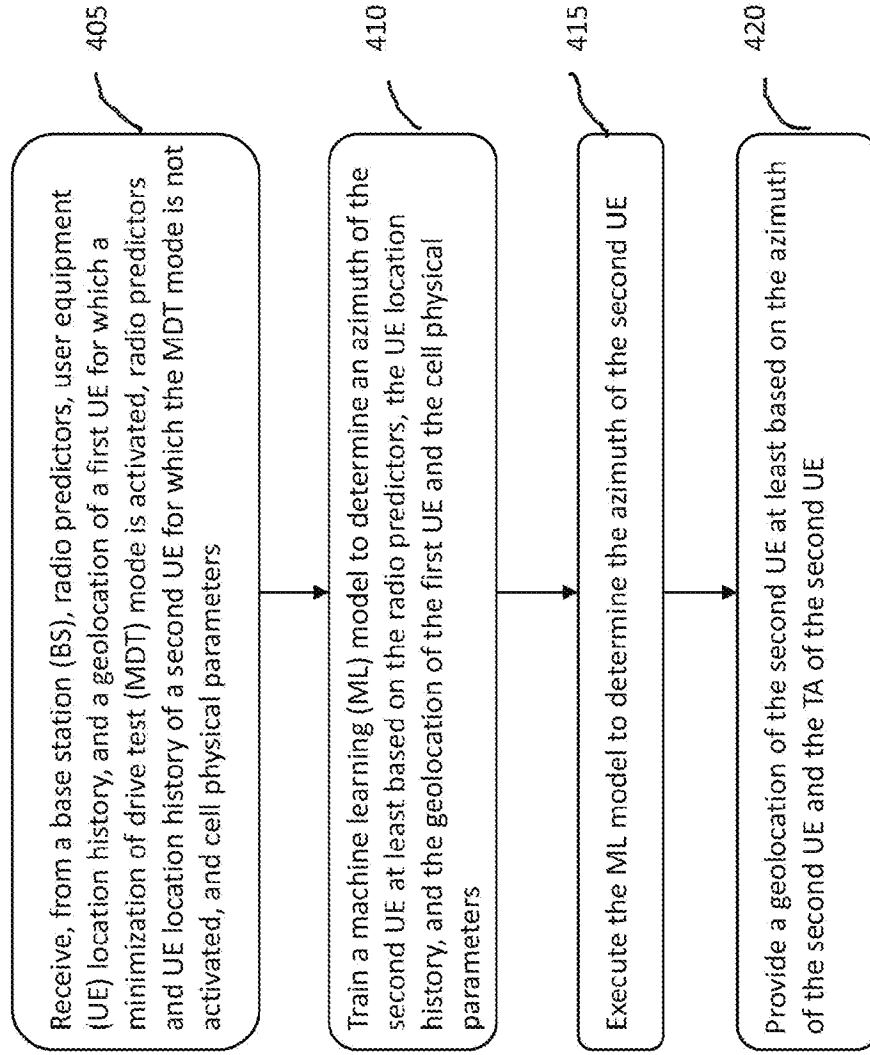 Receive, from a base station (BS), radio predictors, user equipment
(UE) location history, and a geolocation of a first UE for which a
minimization of drive test (MDT) mode is activated, radio predictors
and UE location history of a second UE for which the MDT mode is not
activated, and cell physical parameters
405
Train a machine learning (ML) model to determine an azimuth of the
second UE at least based on the radio predictors, the UE location
history, and the geolocation of the first UE and the cell physical
parameters
410
Execute the ML model to determine the azimuth of the second UE
415
Provide a geolocation of the second UE at least based on the azimuth
of the second UE and the TA of the second UE
420